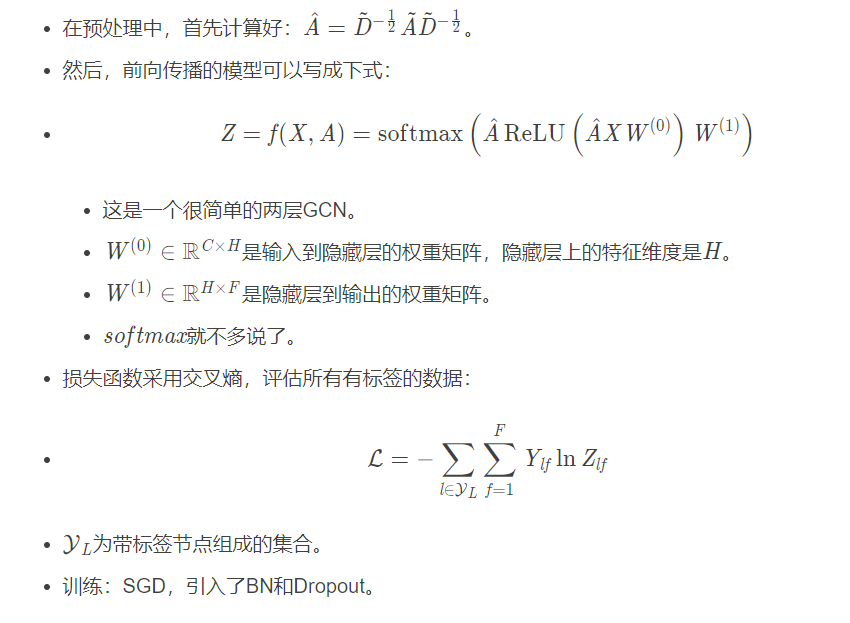 • 在预处理中，首先计算好：$\hat{A} = \tilde{D}^{-\frac{1}{2}} \tilde{A} \tilde{D}^{-\frac{1}{2}}$。
• 然后，前向传播的模型可以写成下式：
• $Z = f(X, A) = \text{softmax}\left(\hat{A}\,\text{ReLU}\left(\hat{A} X W^{(0)}\right) W^{(1)}\right)$
• 这是一个很简单的两层GCN。
• $W^{(0)} \in \mathbb{R}^{C \times H}$是输入到隐藏层的权重矩阵，隐藏层上的特征维度是$H$。
• $W^{(1)} \in \mathbb{R}^{H \times F}$是隐藏层到输出的权重矩阵。
• $softmax$就不多说了。
• 损失函数采用交叉熵，评估所有有标签的数据：
• $\mathcal{L} = -\sum_{l \in \mathcal{Y}_L} \sum_{f=1}^{F} Y_{lf} \ln Z_{lf}$
• $\mathcal{Y}_L$为带标签节点组成的集合。
• 训练：SGD，引入了BN和Dropout。